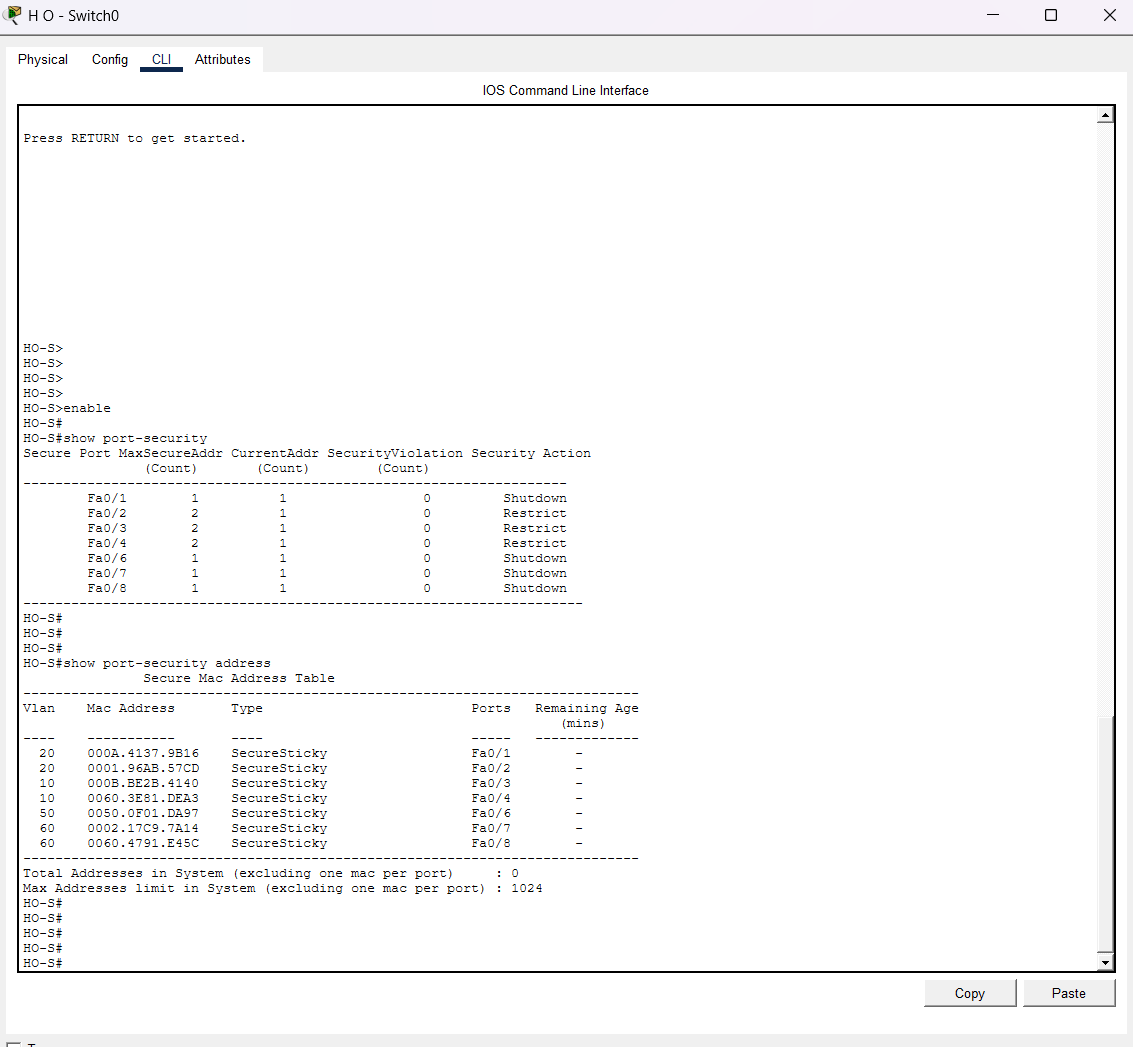 H O - Switch0
Physical Config CLI Attributes
IOS Command Line Interface
Press RETURN to get started.
HO-S>
HO-S>
HO-S>
HO-S>
HO-S>enable
HO-S#
HO-S#show port-security
Secure Port MaxSecureAddr CurrentAddr SecurityViolation Security Action
(Count) (Count) (Count)
--------------------------------------------------------------------
Fa0/1 1 1 0 Shutdown
Fa0/2 2 1 0 Restrict
Fa0/3 2 1 0 Restrict
Fa0/4 2 1 0 Restrict
Fa0/6 1 1 0 Shutdown
Fa0/7 1 1 0 Shutdown
Fa0/8 1 1 0 Shutdown
----------------------------------------------------------------------
HO-S#
HO-S#
HO-S#
HO-S#show port-security address
Secure Mac Address Table
-----------------------------------------------------------------------------
Vlan Mac Address Type Ports Remaining Age
(mins)
---- ----------- ---- ----- -------------
20 000A.4137.9B16 SecureSticky Fa0/1 -
20 0001.96AB.57CD SecureSticky Fa0/2 -
10 000B.BE2B.4140 SecureSticky Fa0/3 -
10 0060.3E81.DEA3 SecureSticky Fa0/4 -
50 0050.0F01.DA97 SecureSticky Fa0/6 -
60 0002.17C9.7A14 SecureSticky Fa0/7 -
60 0060.4791.E45C SecureSticky Fa0/8 -
-----------------------------------------------------------------------------
Total Addresses in System (excluding one mac per port) : 0
Max Addresses limit in System (excluding one mac per port) : 1024
HO-S#
HO-S#
HO-S#
HO-S#
HO-S#
Copy Paste